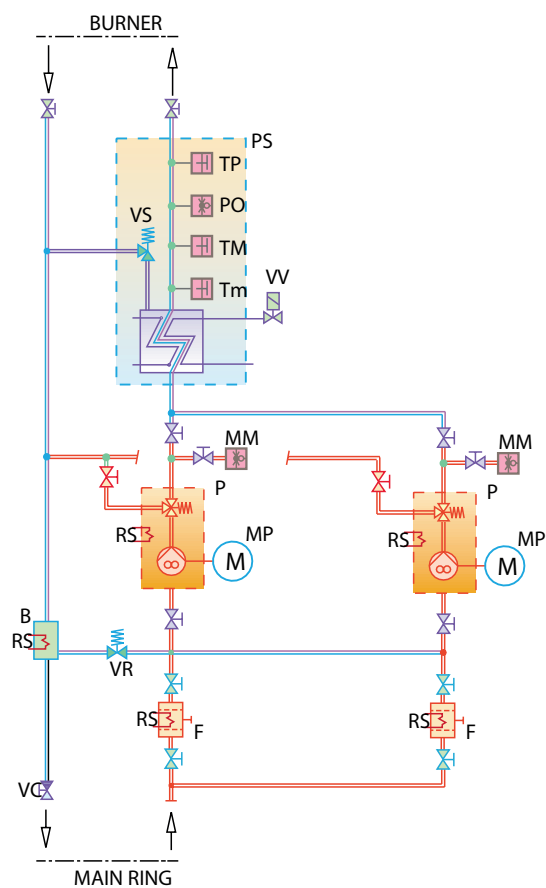 BURNER
PS
TP
PO
VS
TM
VV
Tm
MM
MM
P
P
RS
MP
M
RS
MP
M
B
RS
VR
RS
F
RS
F
VC
MAIN RING